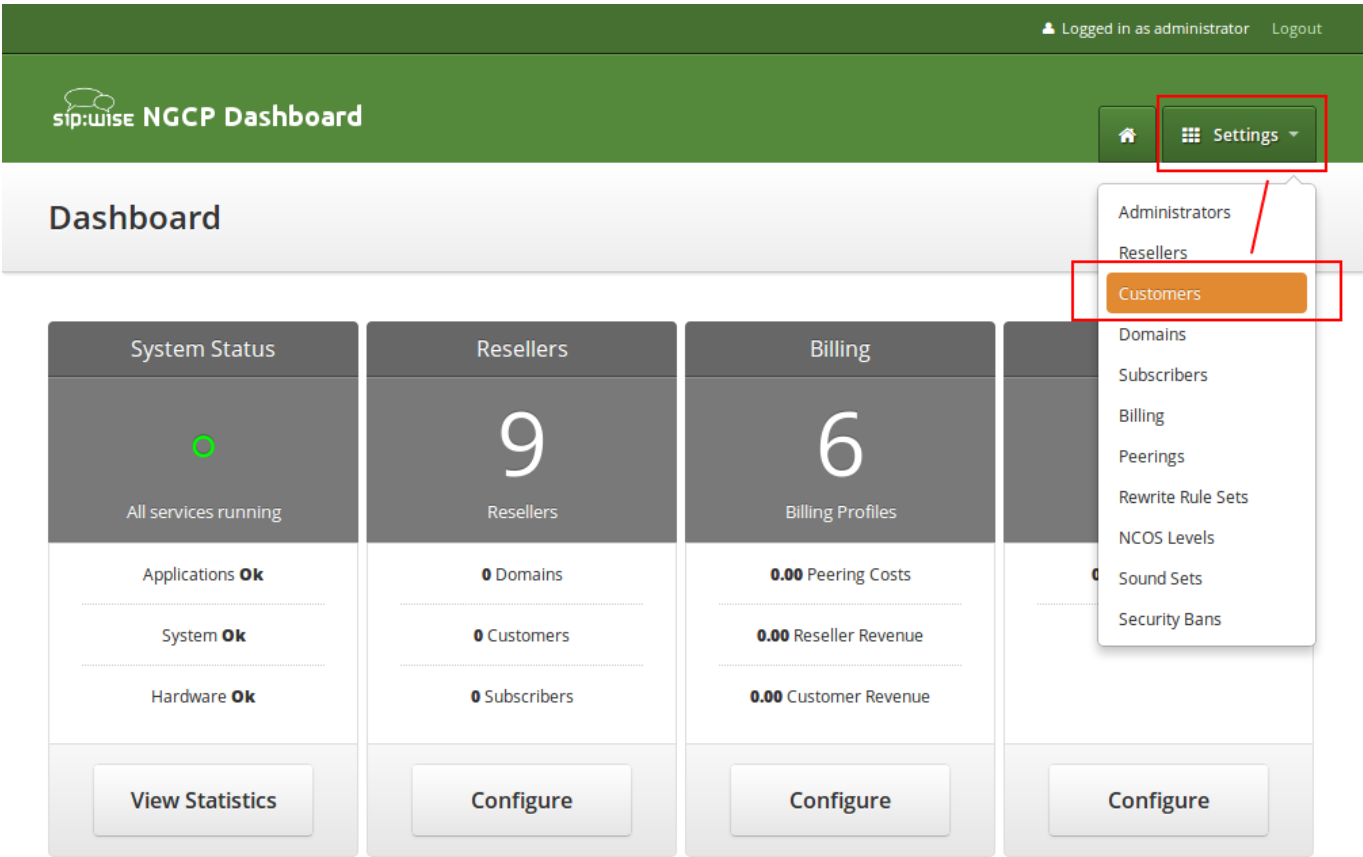 Logged in as administrator Logout
sip:wise NGCP Dashboard
Settings
Dashboard
Administrators
Resellers
Customers
Domains
Subscribers
Billing
Peerings
Rewrite Rule Sets
NCOS Levels
Sound Sets
Security Bans
System Status
All services running
Applications Ok
System Ok
Hardware Ok
View Statistics
Resellers
9
Resellers
0 Domains
0 Customers
0 Subscribers
Configure
Billing
6
Billing Profiles
0.00 Peering Costs
0.00 Reseller Revenue
0.00 Customer Revenue
Configure
Configure